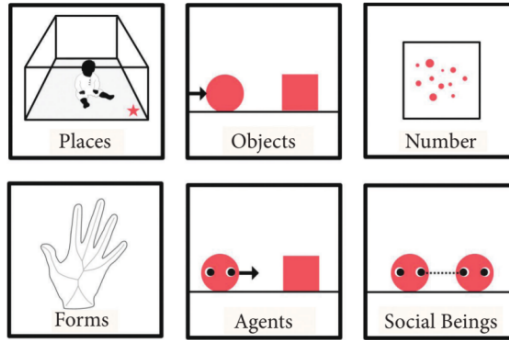 Places
Objects
Number
Forms
Agents
Social Beings